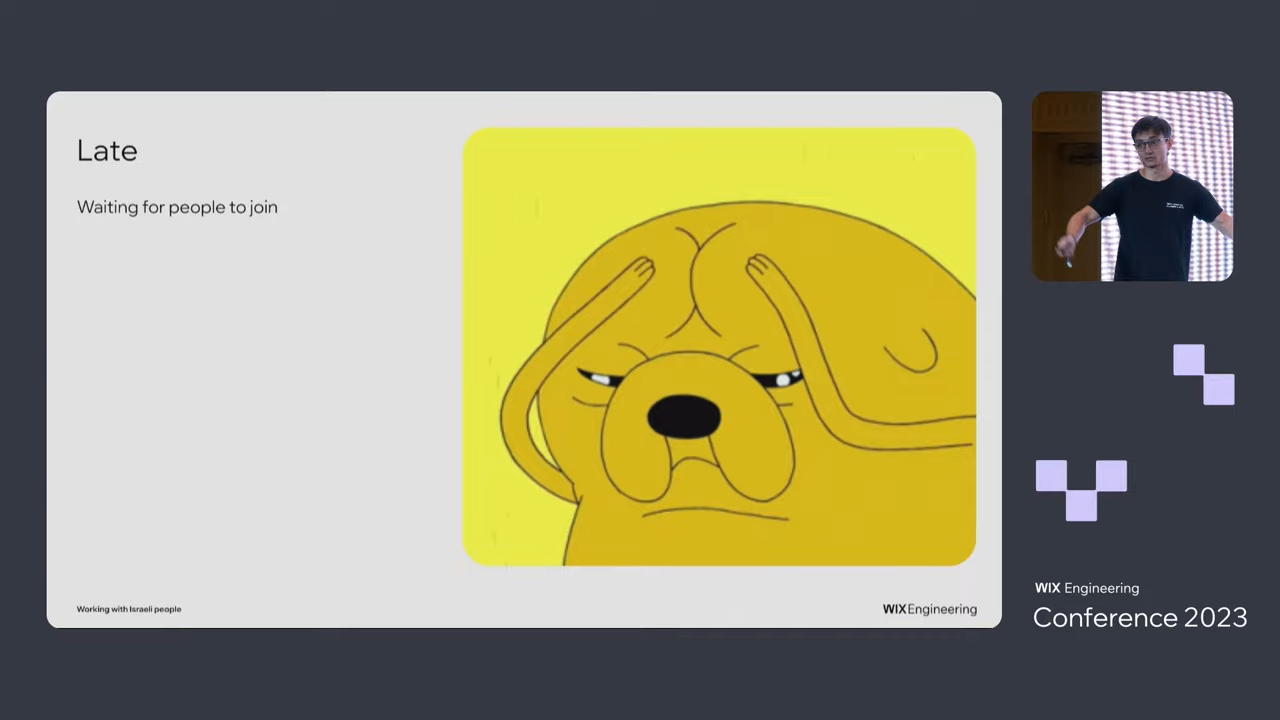 Late
Waiting for people to join
Working with Israeli people
WIX Engineering
WIX Engineering
Conference 2023